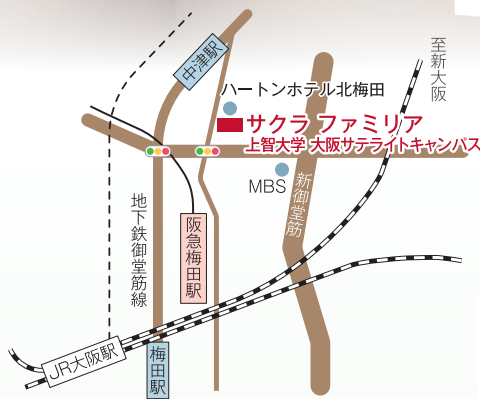 中津駅
至新大阪
ハートンホテル北梅田
サクラ ファミリア
上智大学 大阪サテライトキャンパス
MBS
新御堂筋
地下鉄御堂筋線
阪急梅田駅
JR大阪駅
梅田駅